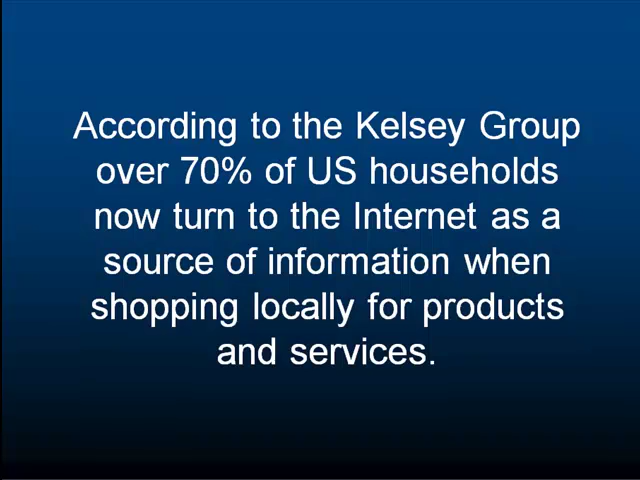 According to the Kelsey Group
over 70% of US households
now turn to the Internet as a
source of information when
shopping locally for products
and services.